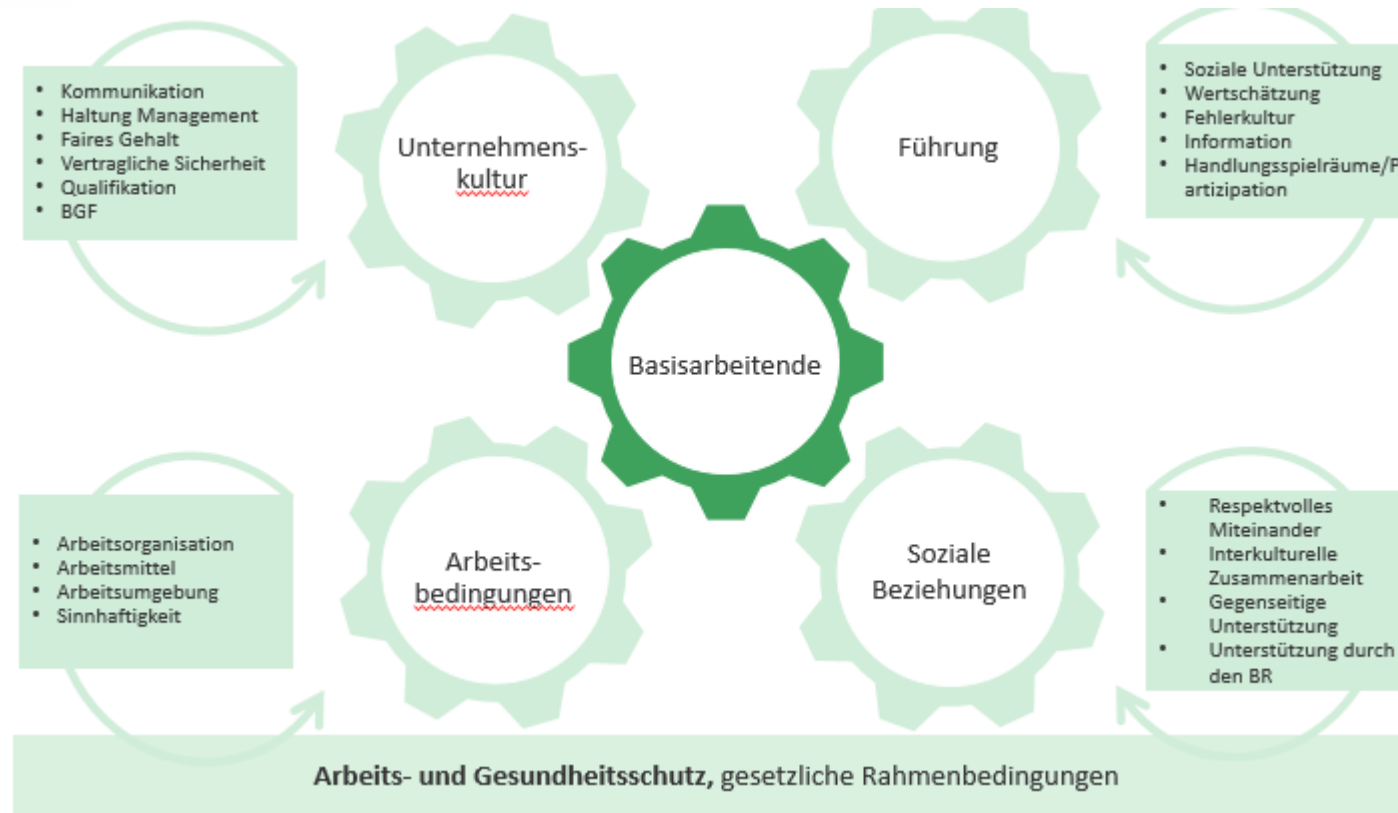 • Kommunikation
• Haltung Management
• Faires Gehalt
• Vertragliche Sicherheit
• Qualifikation
• BGF
Unternehmens-
kultur
Führung
• Soziale Unterstützung
• Wertschätzung
• Fehlerkultur
• Information
• Handlungsspielräume/P
artizipation
Basisarbeitende
• Arbeitsorganisation
• Arbeitsmittel
• Arbeitsumgebung
• Sinnhaftigkeit
Arbeits-
bedingungen
Soziale
Beziehungen
• Respektvolles
Miteinander
• Interkulturelle
Zusammenarbeit
• Gegenseitige
Unterstützung
• Unterstützung durch
den BR
Arbeits- und Gesundheitsschutz, gesetzliche Rahmenbedingungen